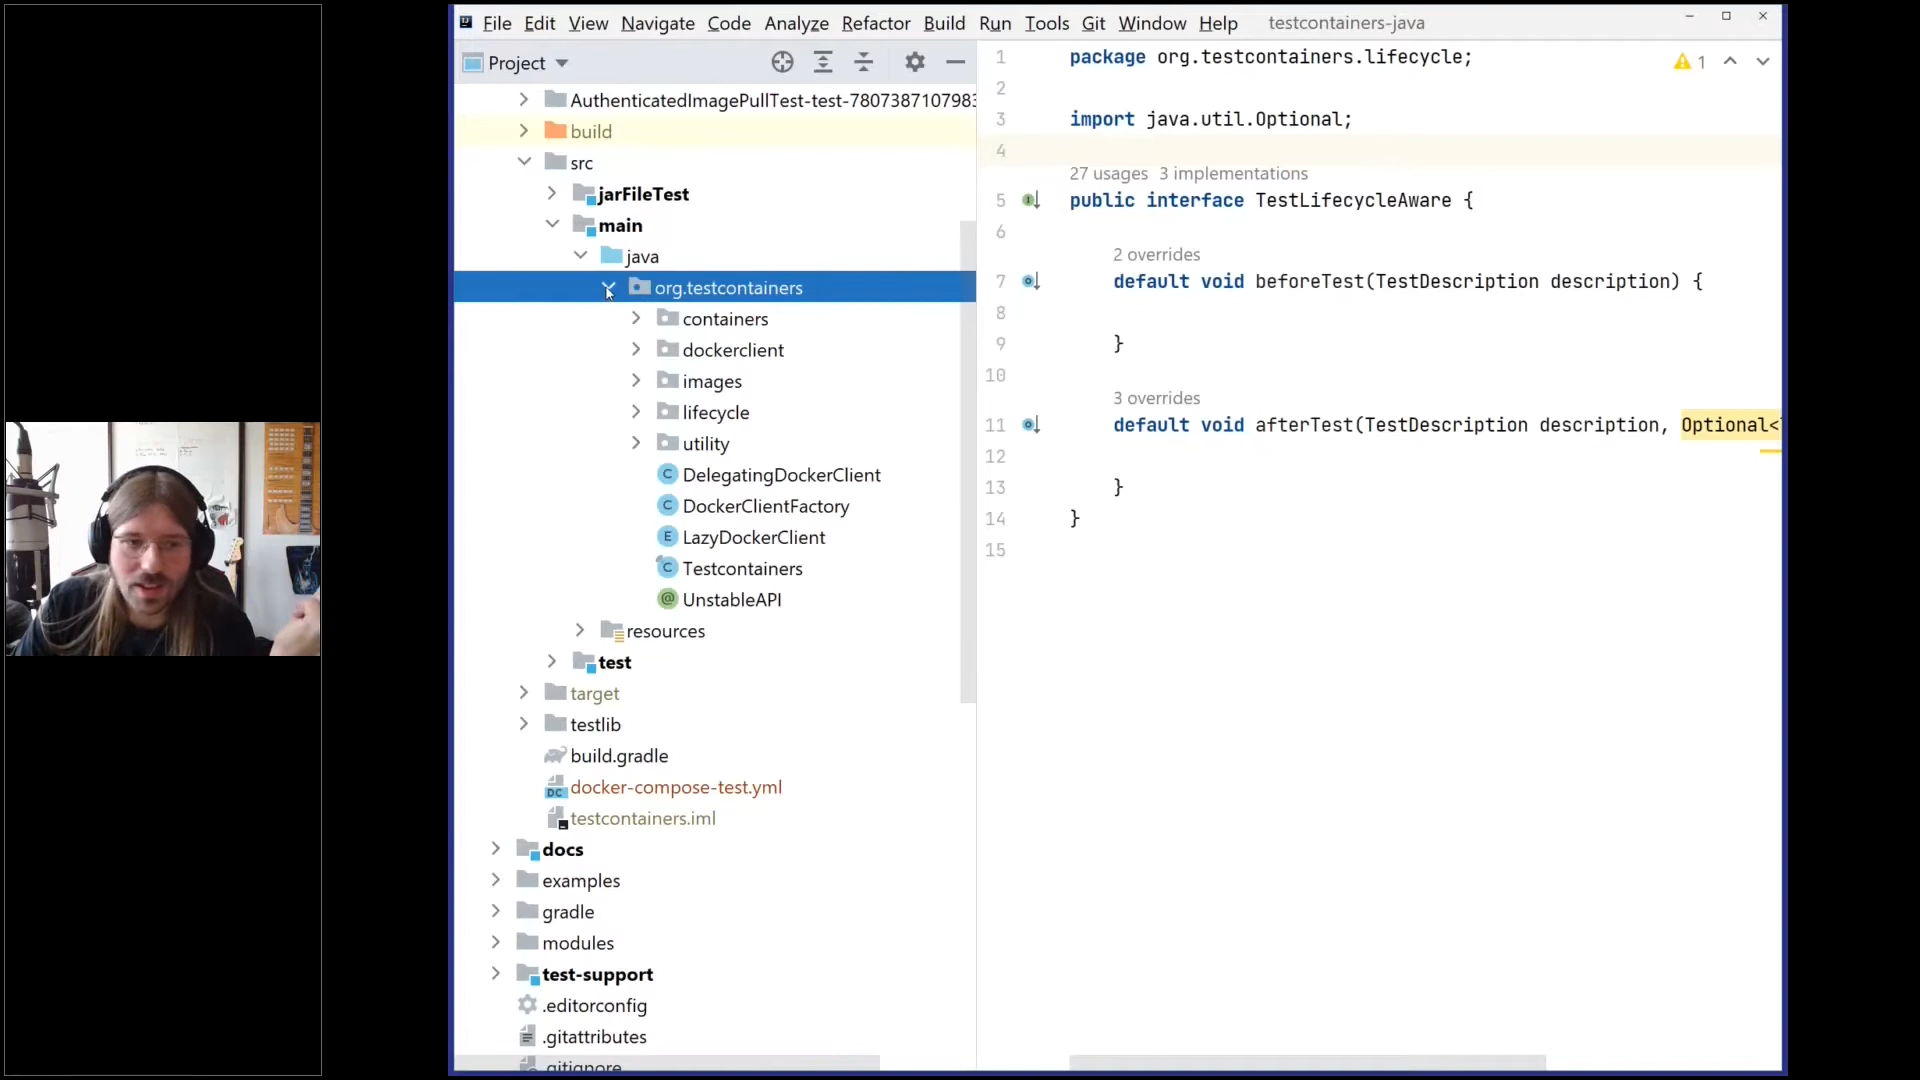 File Edit View Navigate Code Analyze Refactor Build Run Tools Git Window Help testcontainers-java
Project
AuthenticatedImagePullTest-test-7807387107983
build
src
jarFileTest
main
java
org.testcontainers
containers
dockerclient
images
lifecycle
utility
C DelegatingDockerClient
C DockerClientFactory
E LazyDockerClient
C Testcontainers
@ UnstableAPI
resources
test
target
testlib
build.gradle
DC docker-compose-test.yml
testcontainers.iml
docs
examples
gradle
modules
test-support
.editorconfig
.gitattributes
.gitignore
1 package org.testcontainers.lifecycle;
1
2
3 import java.util.Optional;
4
27 usages 3 implementations
5 public interface TestLifecycleAware {
6
2 overrides
7 default void beforeTest(TestDescription description) {
8
9 }
10
3 overrides
11 default void afterTest(TestDescription description, Optional<
12
13 }
14 }
15